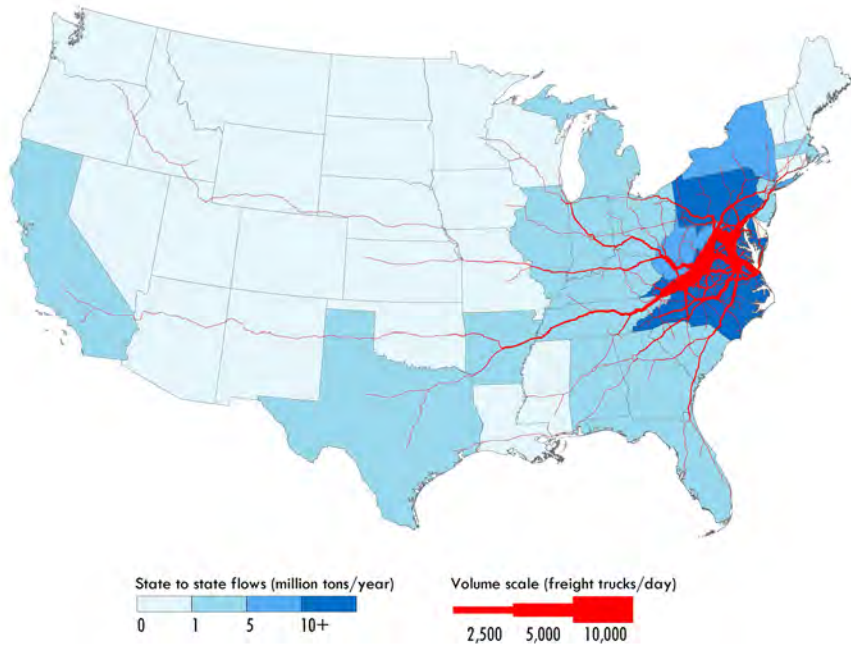 State to state flows (million tons/year)
0 1 5 10+
Volume scale (freight trucks/day)
2,500 5,000 10,000